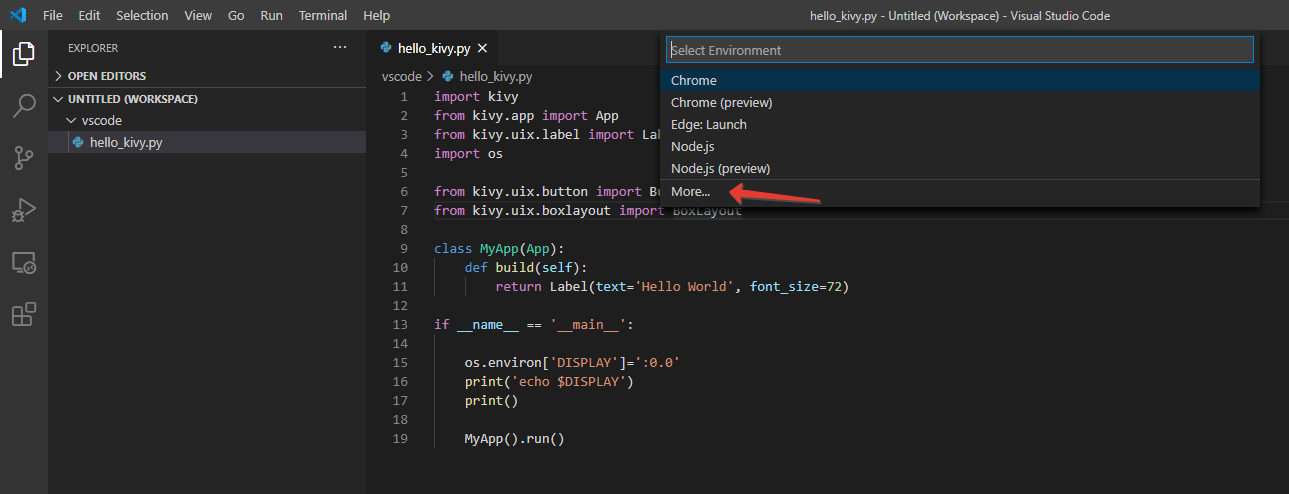 File Edit Selection View Go Run Terminal Help
hello_kivy.py - Untitled (Workspace) - Visual Studio Code
EXPLORER ...
OPEN EDITORS
UNTITLED (WORKSPACE)
vscode
hello_kivy.py
hello_kivy.py
vscode > hello_kivy.py
1 import kivy
2 from kivy.app import App
3 from kivy.uix.label import
4 import os
5
6 from kivy.uix.button import
7 from kivy.uix.boxlayout import BoxLayout
8
9 class MyApp(App):
10 def build(self):
11 return Label(text='Hello World', font_size=72)
12
13 if __name__ == '__main__':
14
15 os.environ['DISPLAY']=':0.0'
16 print('echo $DISPLAY')
17 print()
18
19 MyApp().run()
Select Environment
Chrome
Chrome (preview)
Edge: Launch
Node.js
Node.js (preview)
More...